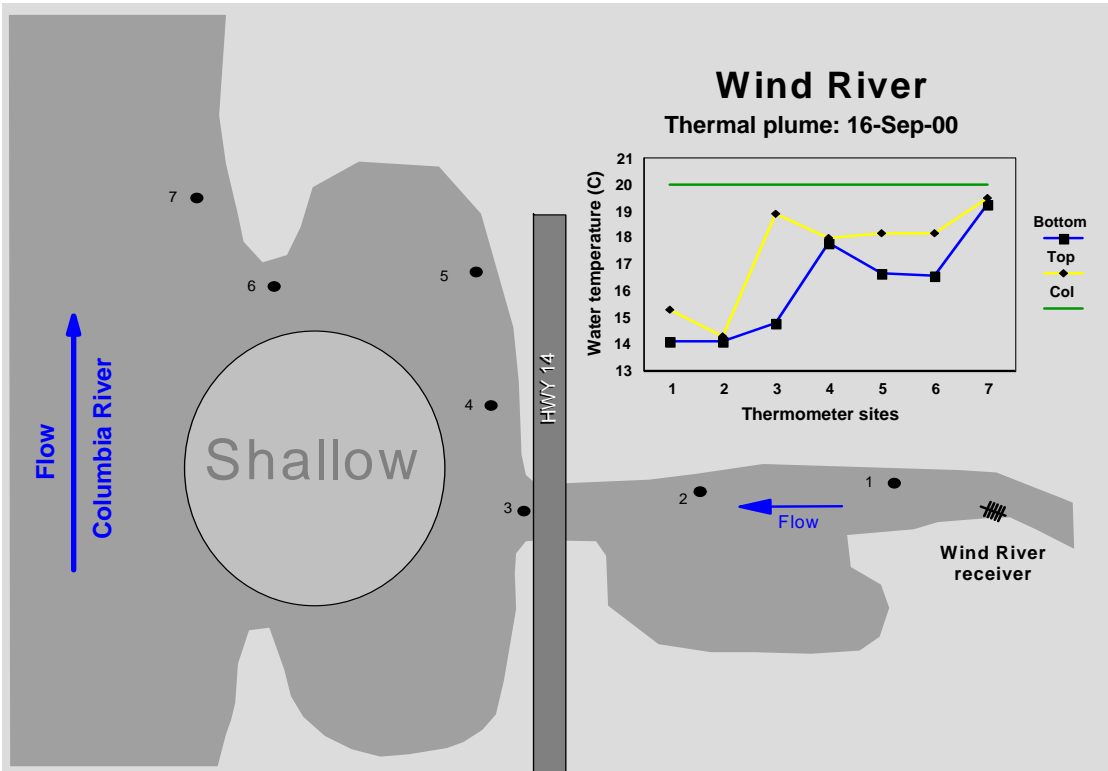 Wind River
Thermal plume: 16-Sep-00
21
20
19
18
17
16
15
14
13
Water temperature (C)
1 2 3 4 5 6 7
Thermometer sites
Bottom
Top
Col
7
6
5
4
3
2
1
HWY 14
Shallow
Flow
Columbia River
Flow
Wind River
receiver